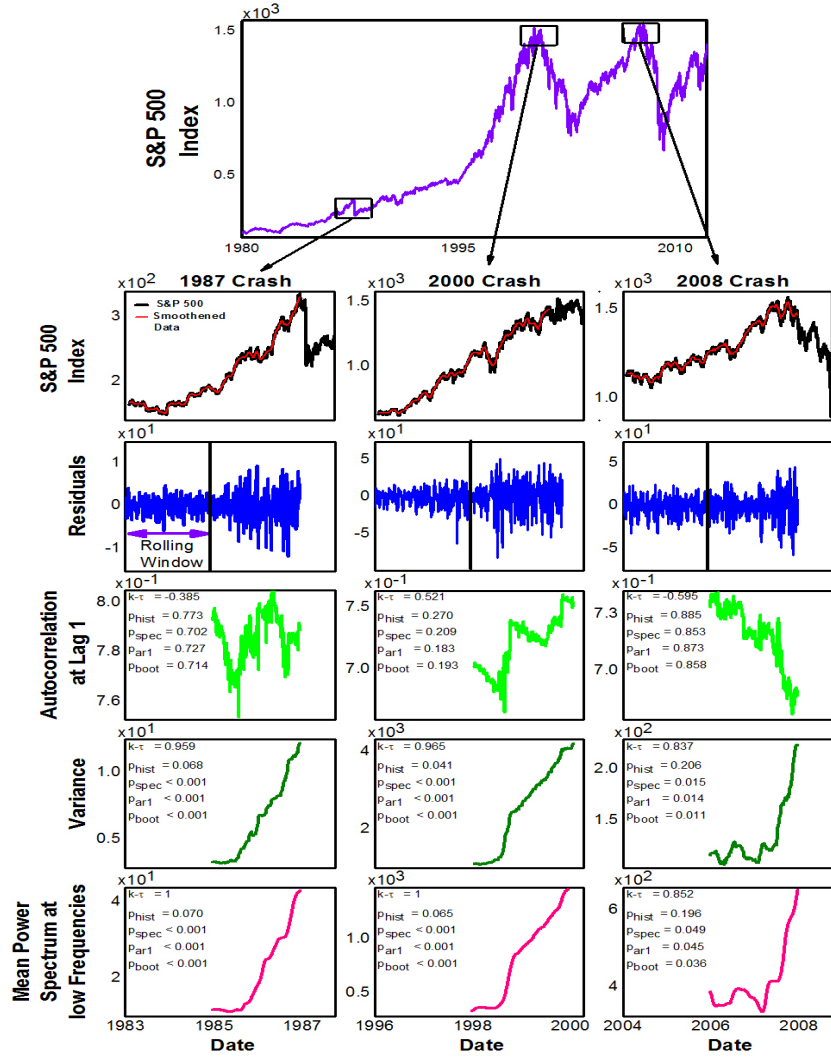 x10³
1.5
1.0
0.5
S&P 500
Index
1980
1995
2010
x10²
1987 Crash
x10³
2000 Crash
x10³
2008 Crash
S&P 500
Index
3
2
S&P 500
Smoothened
Data
1.5
1.0
1.5
1.0
x10¹
x10¹
x10¹
Residuals
1
0
-1
Rolling
Window
5
0
-5
5
0
-5
x10⁻¹
x10⁻¹
x10⁻¹
Autocorrelation
at Lag 1
8.0
7.8
7.6
k-τ = -0.385
p_hist = 0.773
p_spec = 0.702
p_ar1 = 0.727
p_boot = 0.714
7.5
7.0
k-τ = 0.521
p_hist = 0.270
p_spec = 0.209
p_ar1 = 0.183
p_boot = 0.193
7.3
7.0
k-τ = -0.595
p_hist = 0.885
p_spec = 0.853
p_ar1 = 0.873
p_boot = 0.858
x10¹
x10³
x10²
Variance
1.0
0.5
k-τ = 0.959
p_hist = 0.068
p_spec < 0.001
p_ar1 < 0.001
p_boot < 0.001
4
2
k-τ = 0.965
p_hist = 0.041
p_spec < 0.001
p_ar1 < 0.001
p_boot < 0.001
2.0
1.5
k-τ = 0.837
p_hist = 0.206
p_spec = 0.015
p_ar1 = 0.014
p_boot = 0.011
x10¹
x10³
x10²
Mean Power
Spectrum at
low Frequencies
4
2
k-τ = 1
p_hist = 0.070
p_spec < 0.001
p_ar1 < 0.001
p_boot < 0.001
1.0
0.5
k-τ = 1
p_hist = 0.065
p_spec < 0.001
p_ar1 < 0.001
p_boot < 0.001
6
4
k-τ = 0.852
p_hist = 0.196
p_spec = 0.049
p_ar1 = 0.045
p_boot = 0.036
1983
1985
1987
1996
1998
2000
2004
2006
2008
Date
Date
Date